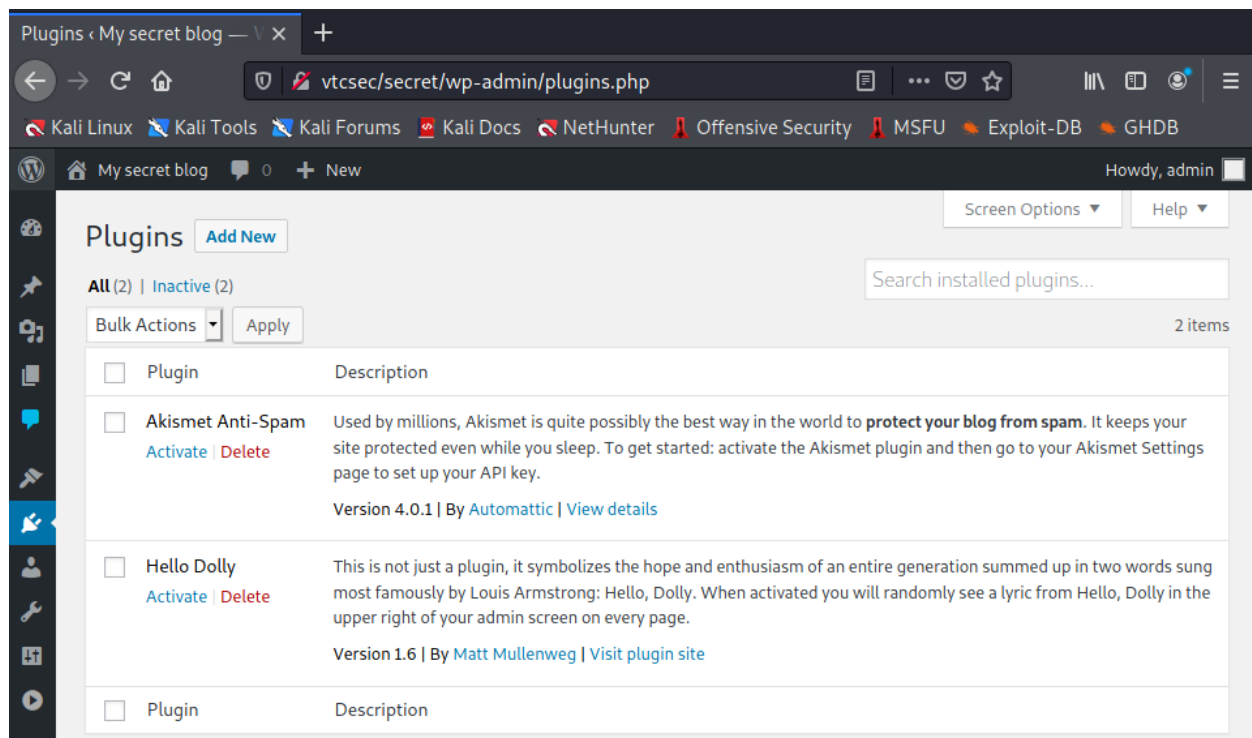 Plugins ‹ My secret blog — V
vtcsec/secret/wp-admin/plugins.php
Kali Linux Kali Tools Kali Forums Kali Docs NetHunter Offensive Security MSFU Exploit-DB GHDB
My secret blog 0 New Howdy, admin
Screen Options Help
Plugins Add New
All (2) | Inactive (2)
Search installed plugins...
Bulk Actions Apply 2 items
Plugin Description
Akismet Anti-Spam Used by millions, Akismet is quite possibly the best way in the world to protect your blog from spam. It keeps your
Activate | Delete site protected even while you sleep. To get started: activate the Akismet plugin and then go to your Akismet Settings
page to set up your API key.
Version 4.0.1 | By Automattic | View details
Hello Dolly This is not just a plugin, it symbolizes the hope and enthusiasm of an entire generation summed up in two words sung
Activate | Delete most famously by Louis Armstrong: Hello, Dolly. When activated you will randomly see a lyric from Hello, Dolly in the
upper right of your admin screen on every page.
Version 1.6 | By Matt Mullenweg | Visit plugin site
Plugin Description